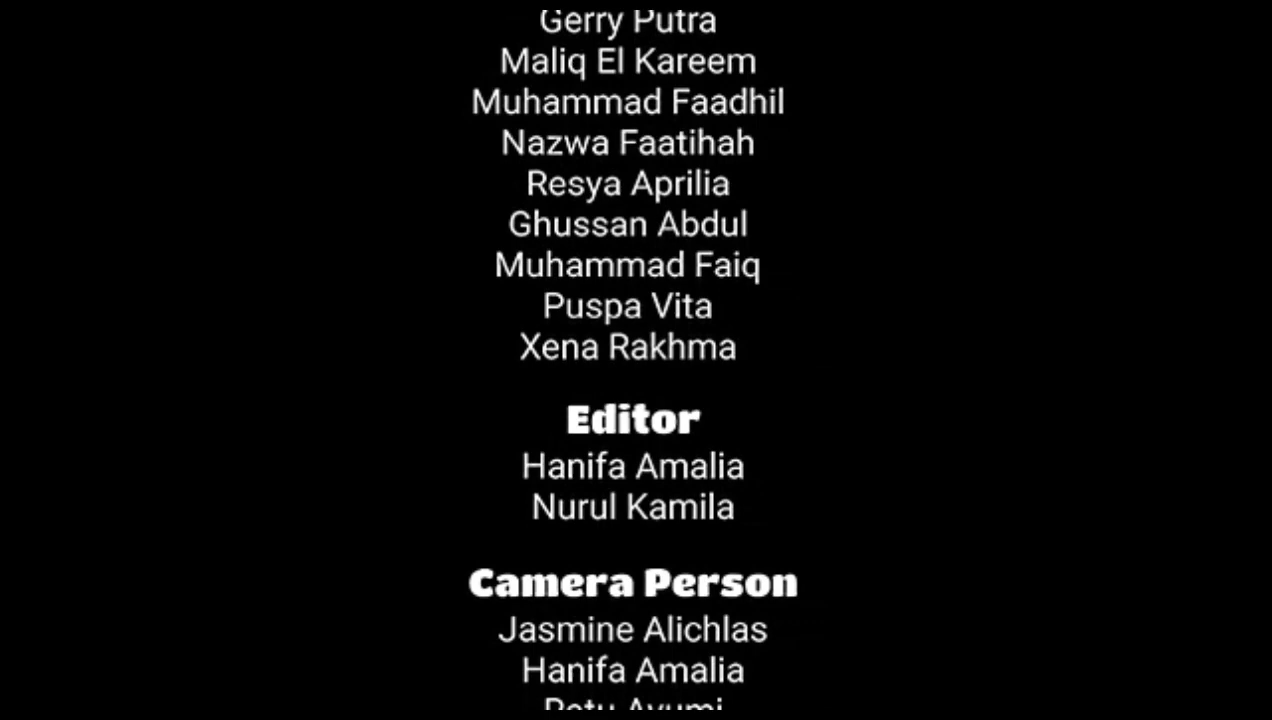 Gerry Putra
Maliq El Kareem
Muhammad Faadhil
Nazwa Faatihah
Resya Aprilia
Ghussan Abdul
Muhammad Faiq
Puspa Vita
Xena Rakhma
Editor
Hanifa Amalia
Nurul Kamila
Camera Person
Jasmine Alichlas
Hanifa Amalia